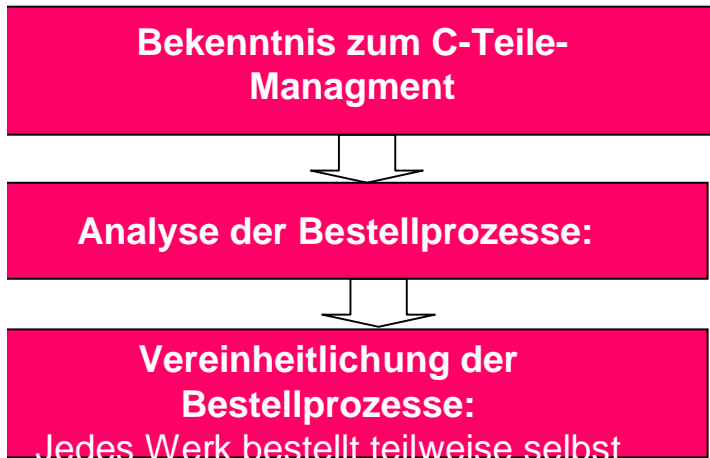 Bekenntnis zum C-Teile-
Managment
Analyse der Bestellprozesse:
Vereinheitlichung der
Bestellprozesse:
Jedes Werk bestellt teilweise selbst